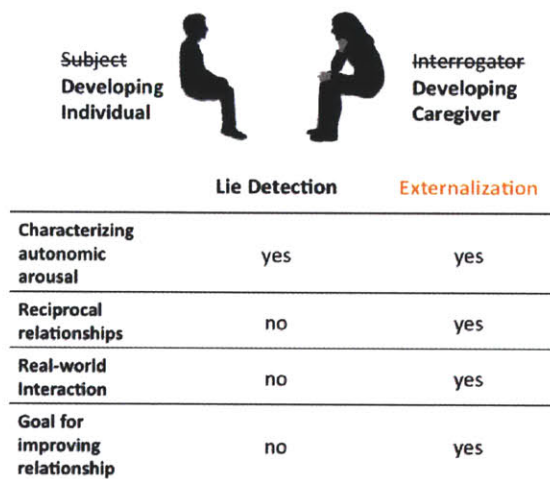 Subject
Developing
Individual
Interrogator
Developing
Caregiver
Lie Detection Externalization
Characterizing
autonomic
arousal
yes yes
Reciprocal
relationships
no yes
Real-world
Interaction
no yes
Goal for
improving
relationship
no yes